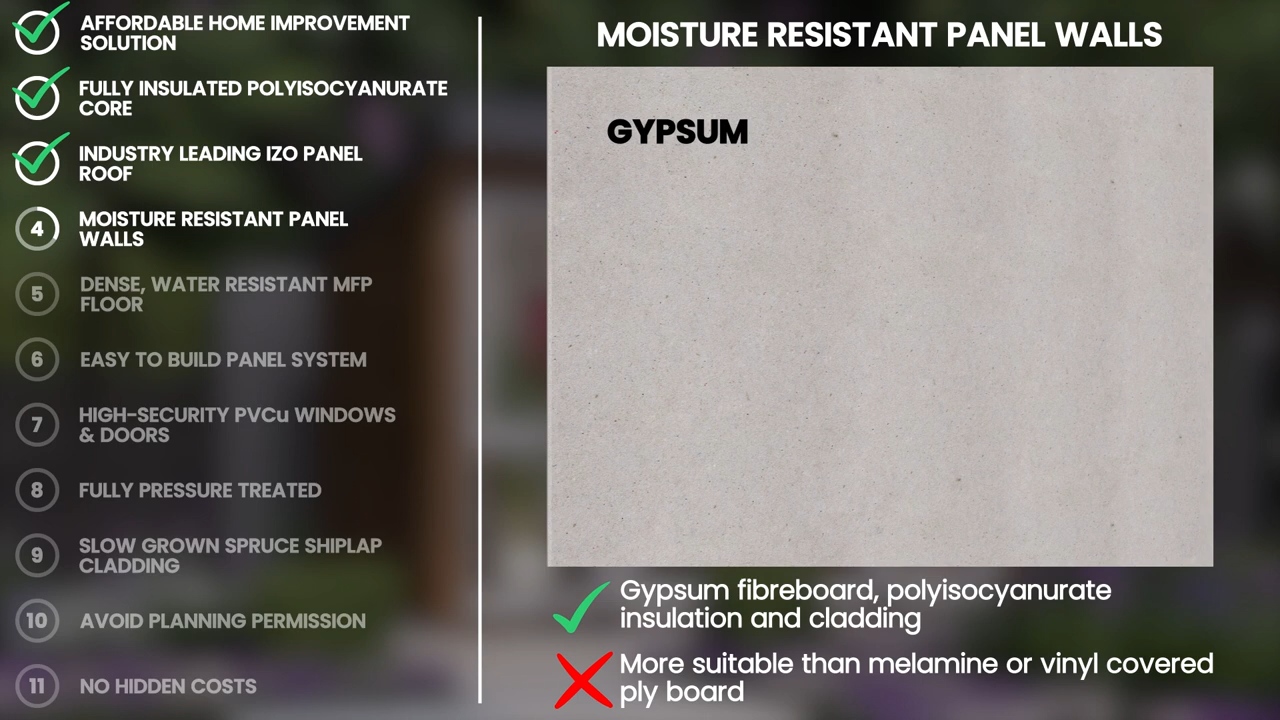 AFFORDABLE HOME IMPROVEMENT
SOLUTION
FULLY INSULATED POLYISOCYANURATE
CORE
INDUSTRY LEADING IZO PANEL
ROOF
4 MOISTURE RESISTANT PANEL
WALLS
5 DENSE, WATER RESISTANT MFP
FLOOR
6 EASY TO BUILD PANEL SYSTEM
7 HIGH-SECURITY PVCu WINDOWS
& DOORS
8 FULLY PRESSURE TREATED
9 SLOW GROWN SPRUCE SHIPLAP
CLADDING
10 AVOID PLANNING PERMISSION
11 NO HIDDEN COSTS
MOISTURE RESISTANT PANEL WALLS
GYPSUM
Gypsum fibreboard, polyisocyanurate
insulation and cladding
More suitable than melamine or vinyl covered
ply board